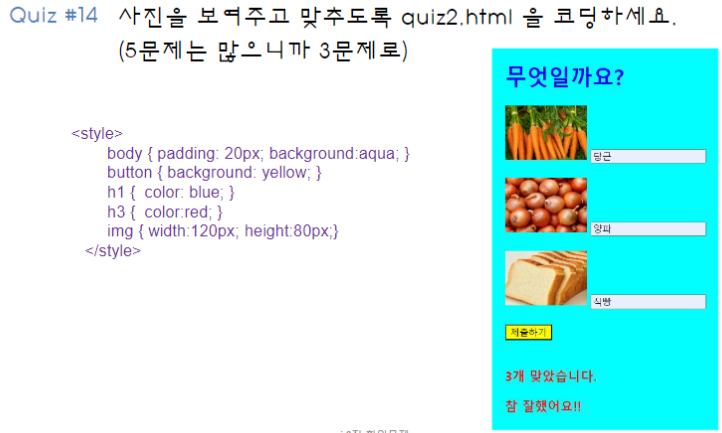 Quiz #14 사진을 보여주고 맞추도록 quiz2.html 을 코딩하세요.
(5문제는 많으니까 3문제로)
<style>
body { padding: 20px; background:aqua; }
button { background: yellow; }
h1 {  color: blue; }
h3 {  color:red; }
img { width:120px; height:80px;}
</style>
무엇일까요?
당근
양파
식빵
제출하기
3개 맞았습니다.
참 잘했어요!!